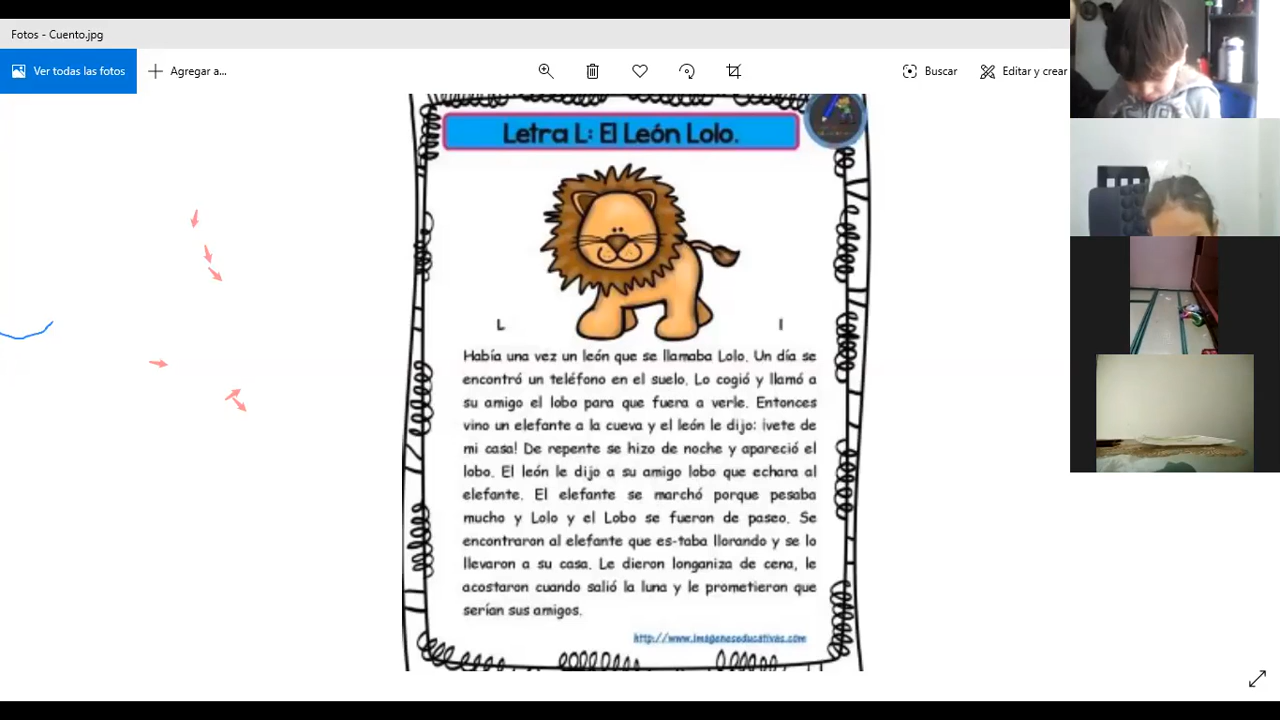 Fotos - Cuento.jpg
Ver todas las fotos
Agregar a...
Buscar
Editar y crear
Letra L: El León Lolo.
L
l
Había una vez un león que se llamaba Lolo. Un día se
encontró un teléfono en el suelo. Lo cogió y llamó a
su amigo el lobo para que fuera a verle. Entonces
vino un elefante a la cueva y el león le dijo: ¡vete de
mi casa! De repente se hizo de noche y apareció el
lobo. El león le dijo a su amigo lobo que echara al
elefante. El elefante se marchó porque pesaba
mucho y Lolo y el Lobo se fueron de paseo. Se
encontraron al elefante que es-taba llorando y se lo
llevaron a su casa. Le dieron longaniza de cena, le
acostaron cuando salió la luna y le prometieron que
serían sus amigos.
http://www.imageneseducativas.com